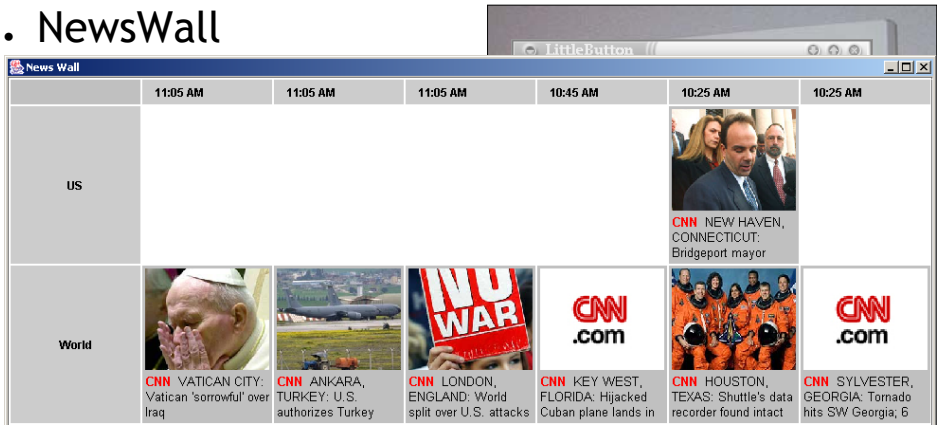 . NewsWall
LittleButton
News Wall
11:05 AM 11:05 AM 11:05 AM 10:45 AM 10:25 AM 10:25 AM
US
CNN NEW HAVEN,
CONNECTICUT:
Bridgeport mayor
World
NO
WAR
CNN
.com
CNN
.com
CNN VATICAN CITY:
Vatican 'sorrowful' over
Iraq
CNN ANKARA,
TURKEY: U.S.
authorizes Turkey
CNN LONDON,
ENGLAND: World
split over U.S. attacks
CNN KEY WEST,
FLORIDA: Hijacked
Cuban plane lands in
CNN HOUSTON,
TEXAS: Shuttle's data
recorder found intact
CNN SYLVESTER,
GEORGIA: Tornado
hits SW Georgia; 6